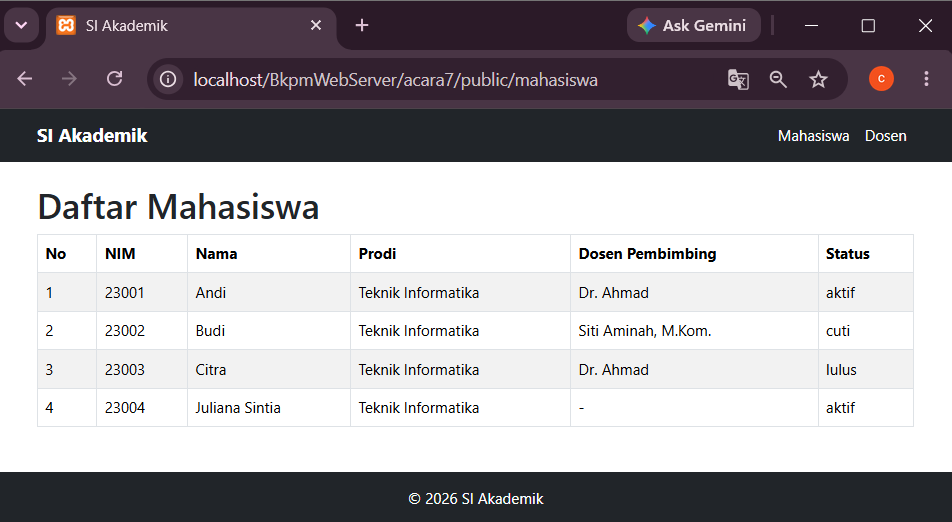 SI Akademik
Ask Gemini
localhost/BkpmWebServer/acara7/public/mahasiswa
C
SI Akademik Mahasiswa Dosen
Daftar Mahasiswa
No NIM Nama Prodi Dosen Pembimbing Status
1 23001 Andi Teknik Informatika Dr. Ahmad aktif
2 23002 Budi Teknik Informatika Siti Aminah, M.Kom. cuti
3 23003 Citra Teknik Informatika Dr. Ahmad lulus
4 23004 Juliana Sintia Teknik Informatika - aktif
© 2026 SI Akademik